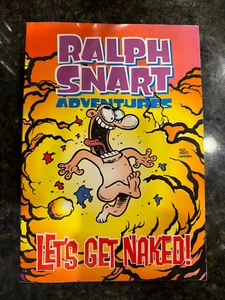 RALPH
SNART
ADVENTURES
LET'S GET NAKED!